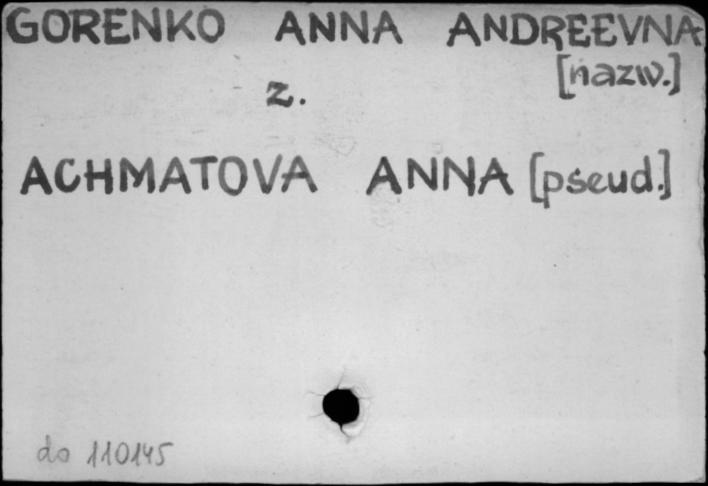 GORENKO ANNA ANDREEVNA
[nazw.]
z.
ACHMATOVA ANNA [pseud.]
do 110145